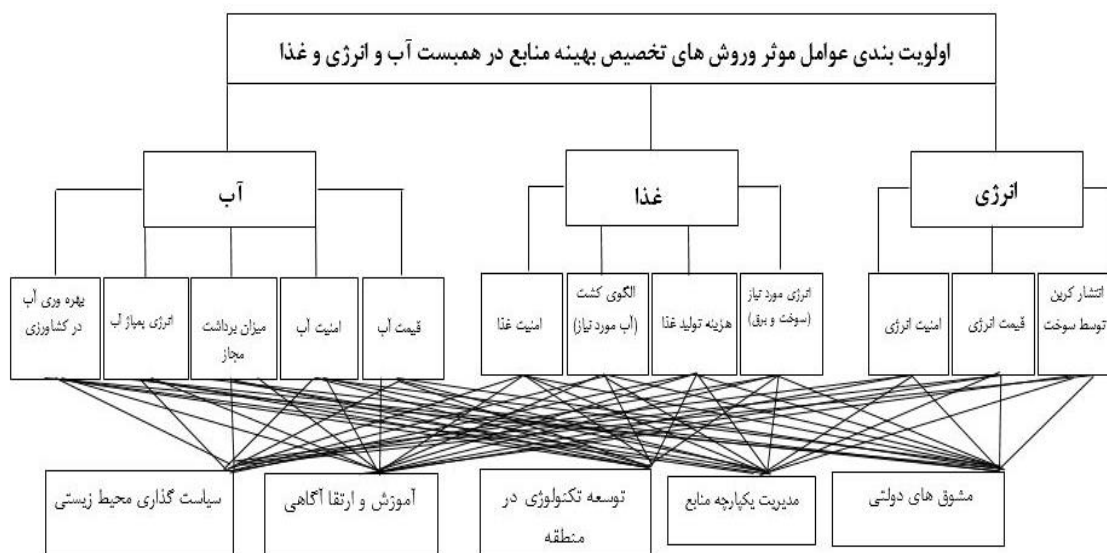 اولویت بندی عوامل موثر وروش های تخصیص بهینه منابع در همبست آب و انرژی و غذا
انرژی
غذا
آب
انتشار کربن
توسط سوخت
قیمت انرژی
امنیت انرژی
انرژی مورد نیاز
(سوخت و برق)
هزینه تولید غذا
الگوی کشت
(آب مورد نیاز)
امنیت غذا
قیمت آب
امنیت آب
میزان برداشت
مجاز
انرژی پمپاژ آب
بهره وری آب
در کشاورزی
مشوق های دولتی
مدیریت یکپارچه منابع
توسعه تکنولوژی در
منطقه
آموزش و ارتقا آگاهی
سیاست گذاری محیط زیستی